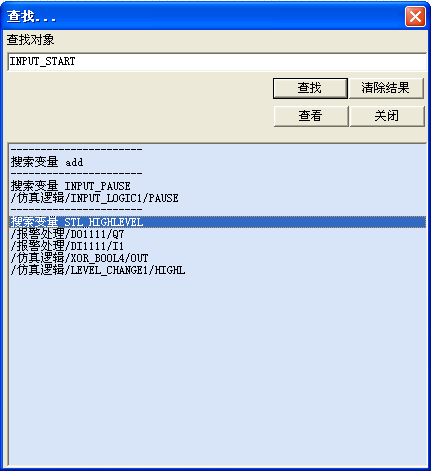 查找...
查找对象
INPUT_START
查找
清除结果
查看
关闭
----------------------
搜索变量 add
----------------------
搜索变量 INPUT_PAUSE
/仿真逻辑/INPUT_LOGIC1/PAUSE
----------------------
搜索变量 STL_HIGHLEVEL
/报警处理/DO1111/Q7
/报警处理/DI1111/I1
/仿真逻辑/XOR_BOOL4/OUT
/仿真逻辑/LEVEL_CHANGE1/HIGHL